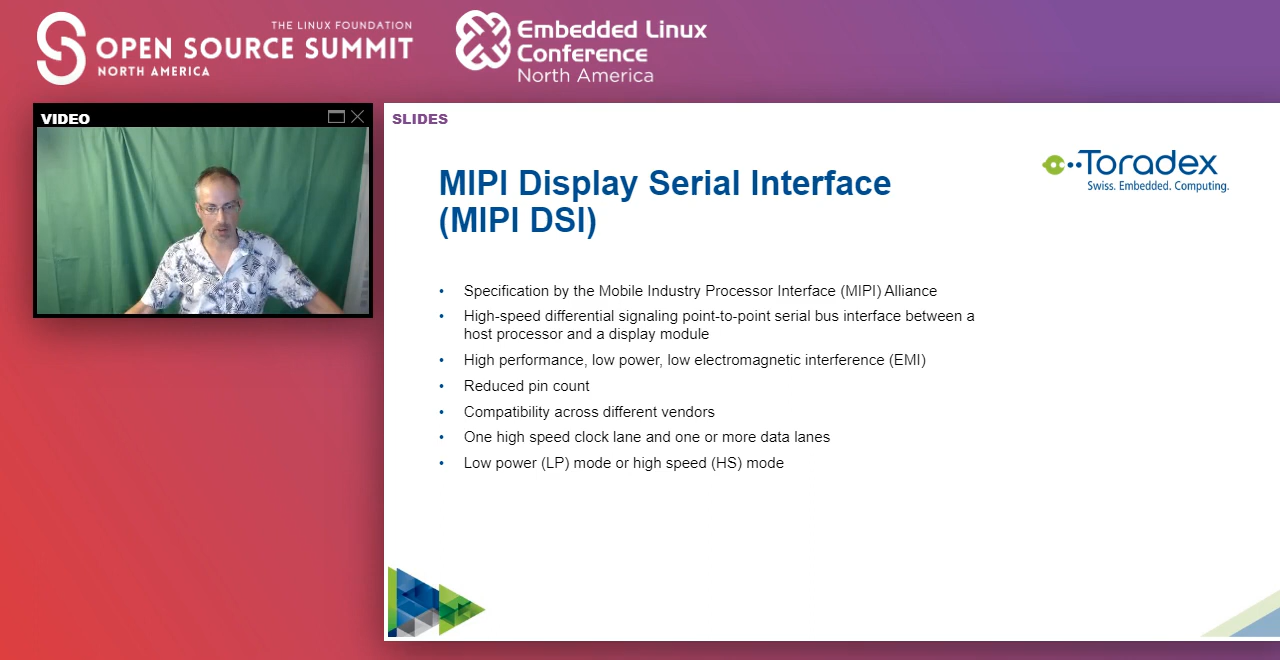 THE LINUX FOUNDATION
OPEN SOURCE SUMMIT
NORTH AMERICA
Embedded Linux
Conference
North America
VIDEO
SLIDES
Toradex
Swiss. Embedded. Computing.
MIPI Display Serial Interface
(MIPI DSI)
• Specification by the Mobile Industry Processor Interface (MIPI) Alliance
• High-speed differential signaling point-to-point serial bus interface between a
host processor and a display module
• High performance, low power, low electromagnetic interference (EMI)
• Reduced pin count
• Compatibility across different vendors
• One high speed clock lane and one or more data lanes
• Low power (LP) mode or high speed (HS) mode